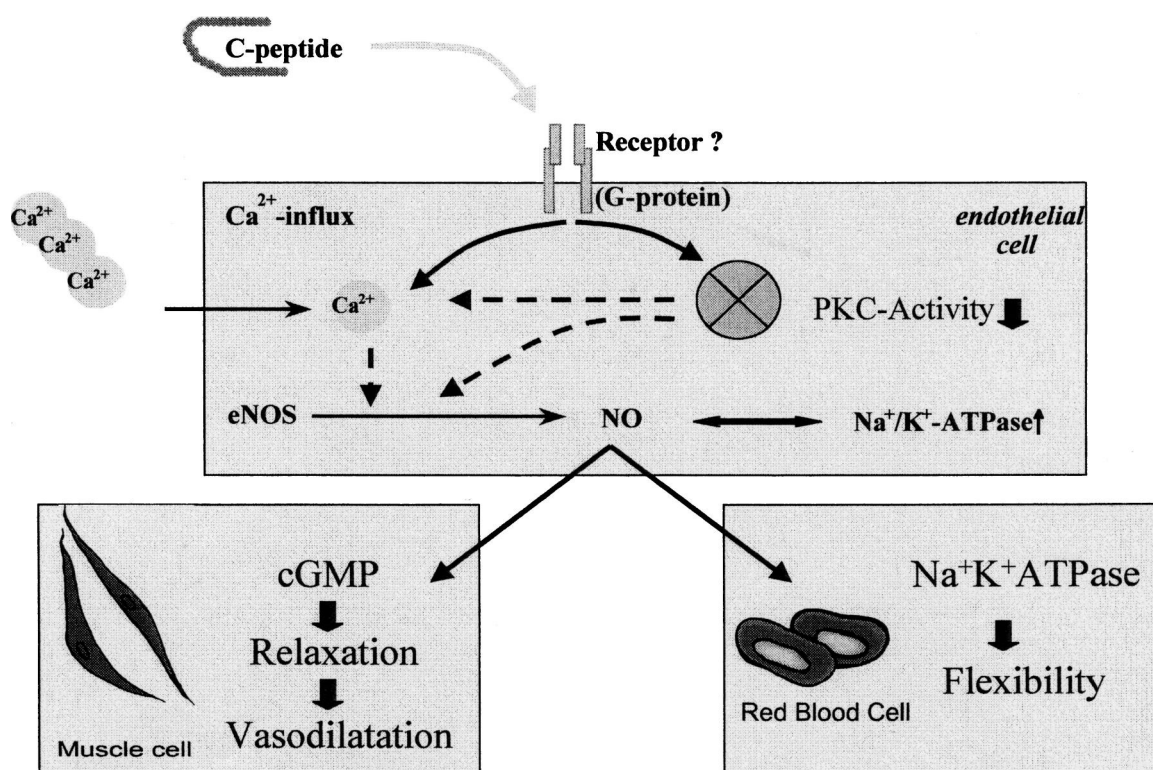 C-peptide
Receptor ?
(G-protein)
Ca²⁺-influx
endothelial
cell
Ca²⁺
Ca²⁺
Ca²⁺
Ca²⁺
PKC-Activity
eNOS
NO
Na⁺/K⁺-ATPase↑
cGMP
Relaxation
Vasodilatation
Muscle cell
Na⁺K⁺ATPase
Flexibility
Red Blood Cell